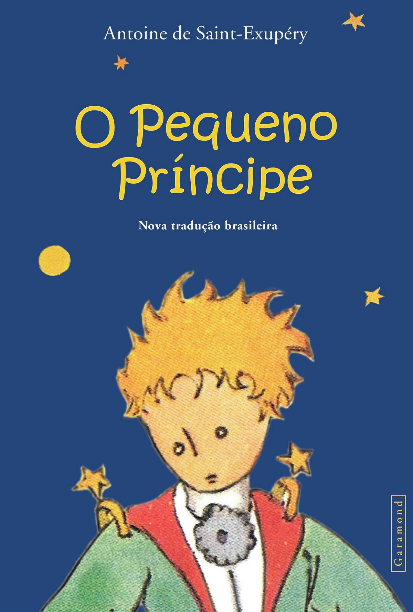 Antoine de Saint-Exupéry
O Pequeno
Príncipe
Nova tradução brasileira
Garamond